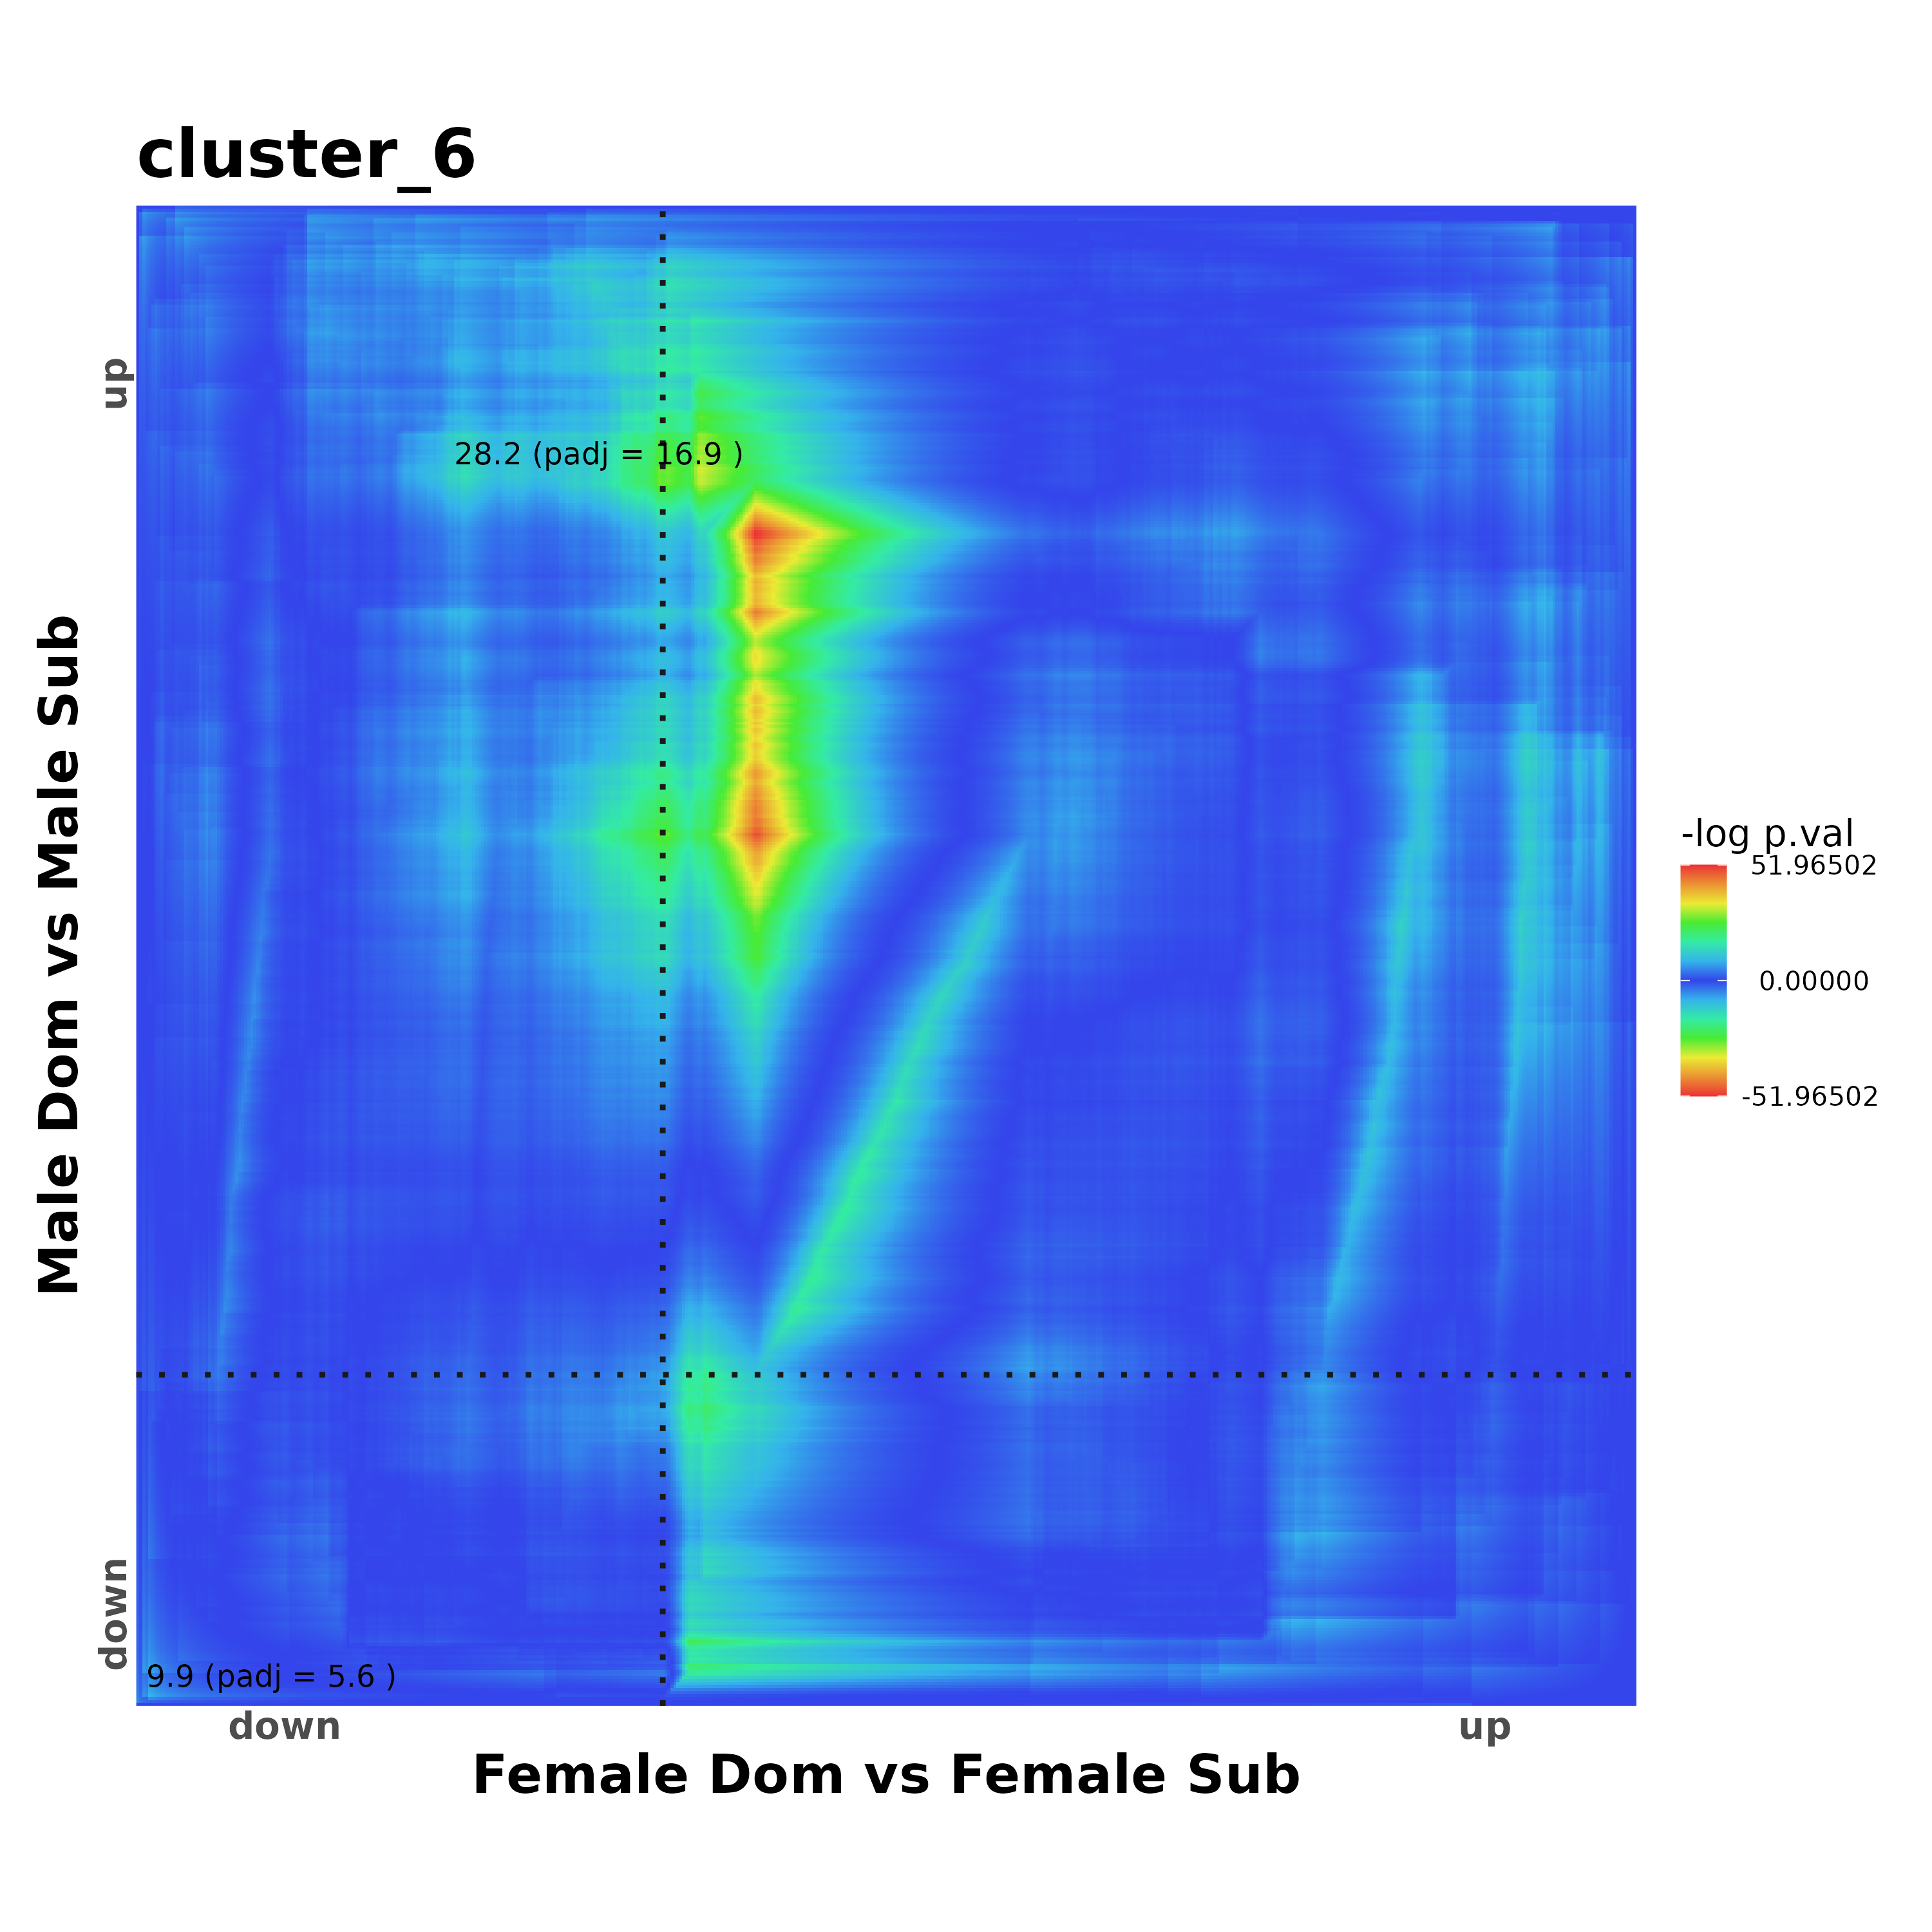 cluster_6
up
28.2 (padj = 16.9 )
Male Dom vs Male Sub
-log p.val
51.96502
0.00000
-51.96502
down
9.9 (padj = 5.6 )
down
up
Female Dom vs Female Sub